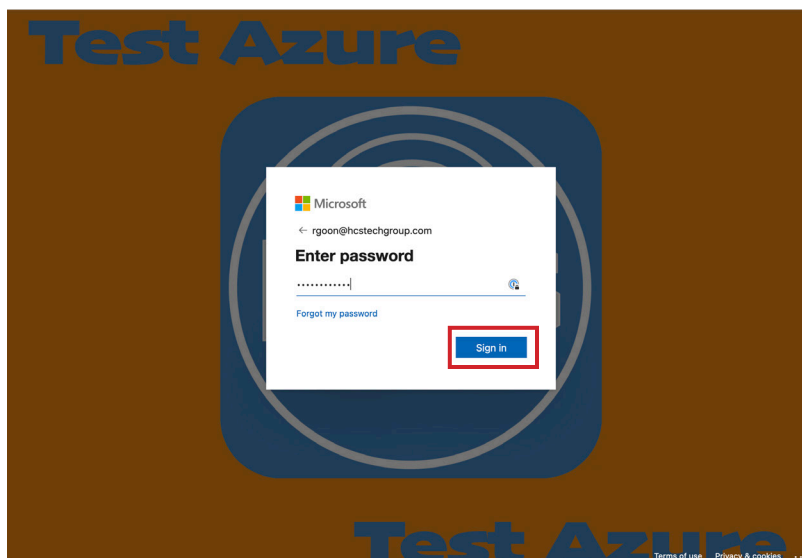 Test Azure
Microsoft
← rgoon@hcstechgroup.com
Enter password
............
Forgot my password
Sign in
Test Azure
Terms of use Privacy & cookies